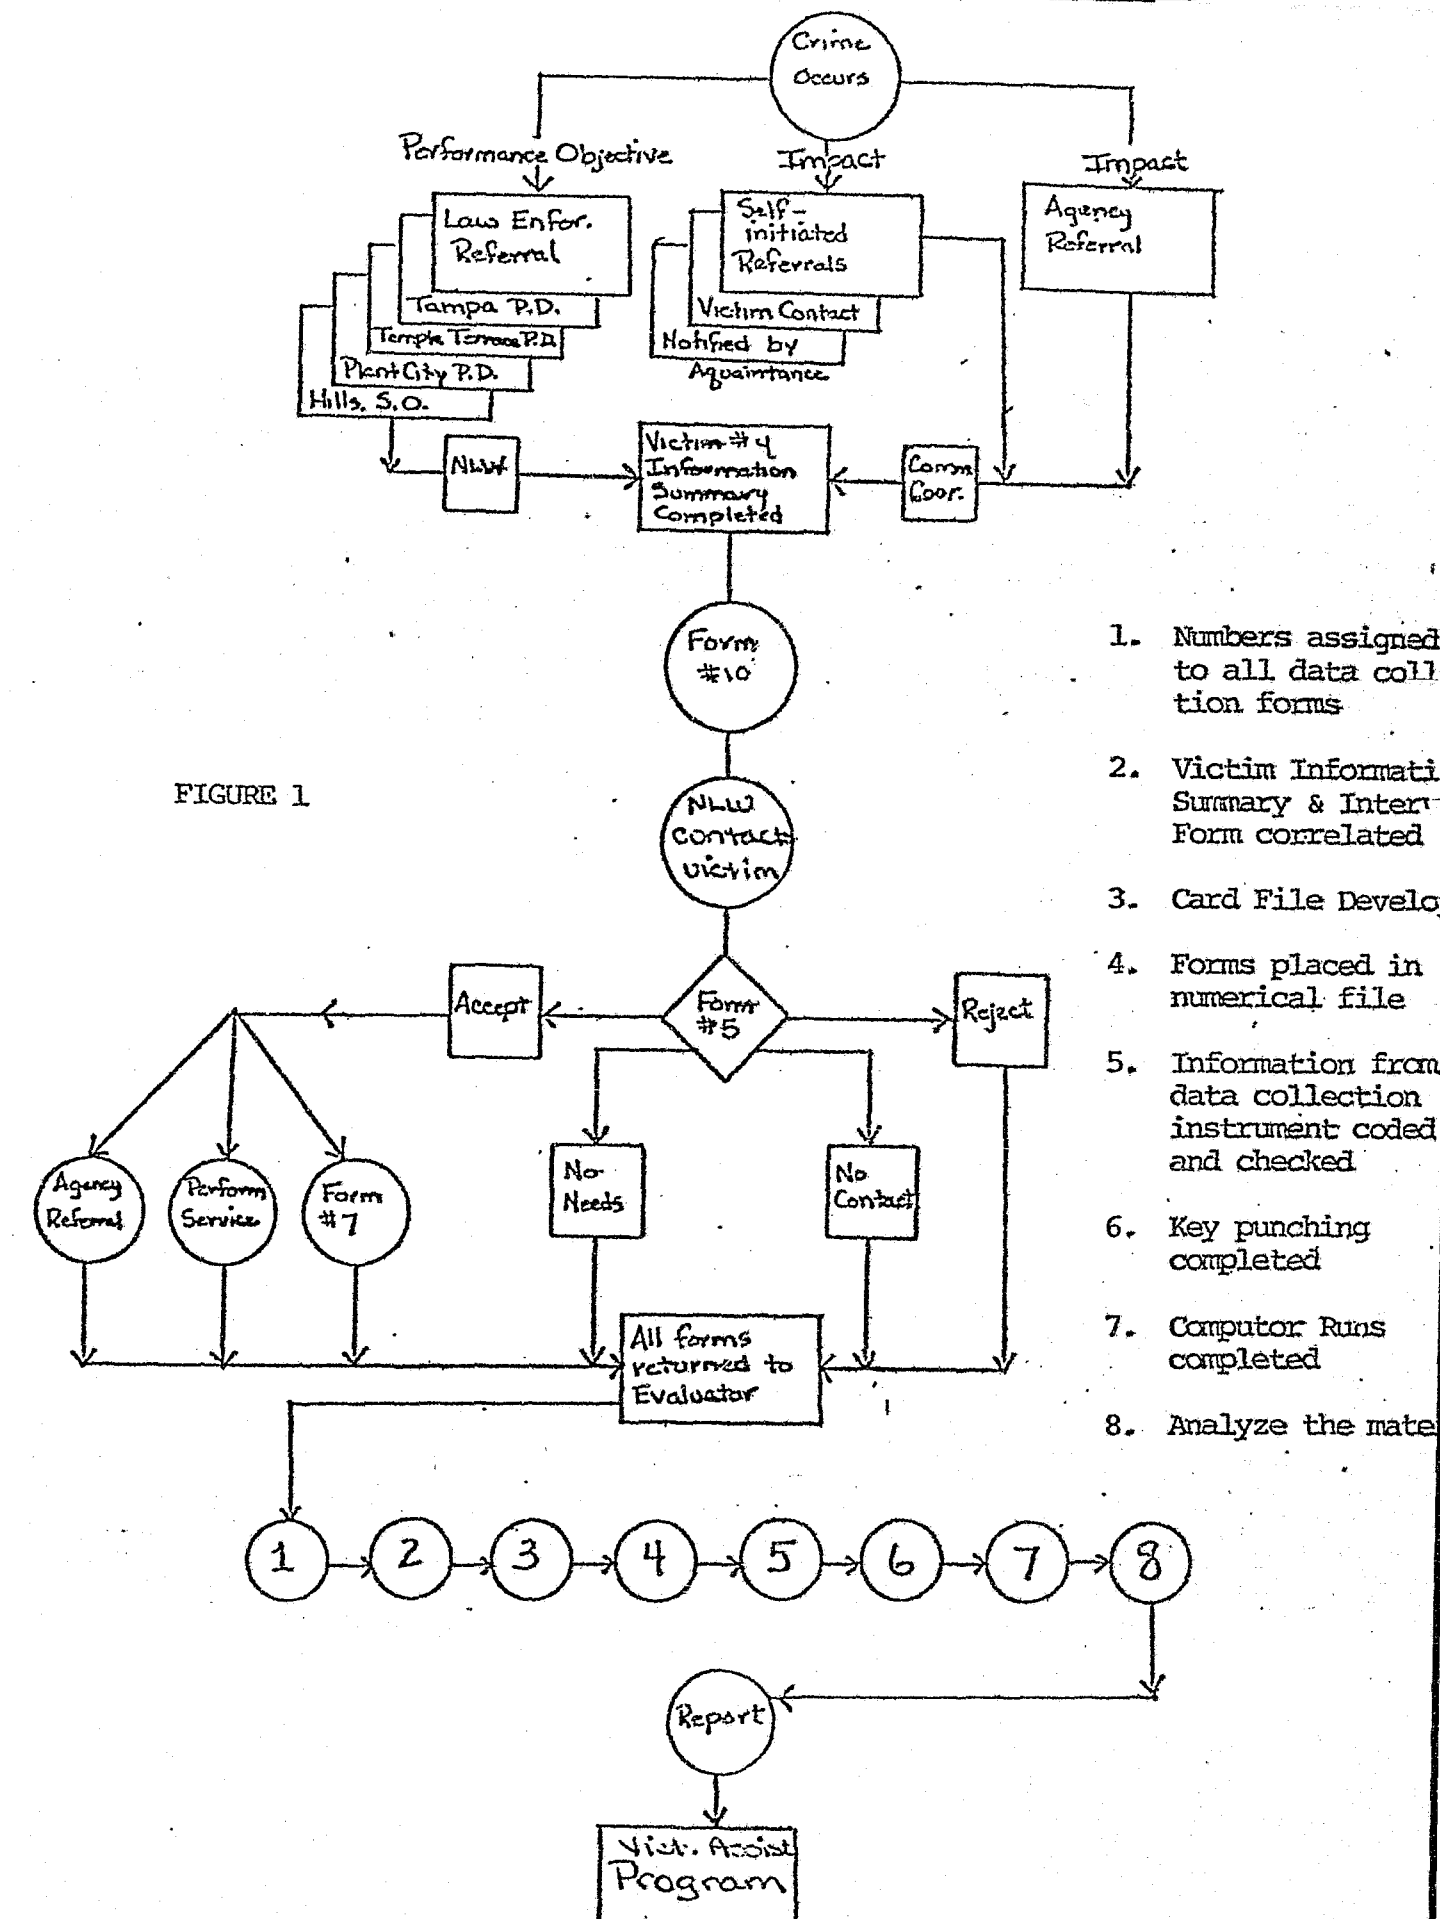 Crime
Occurs
Performance Objective
Impact
Impact
Law Enfor.
Referral
Tampa P.D.
Temple Terrace P.D.
Plant City P.D.
Hills. S.O.
Self-
initiated
Referrals
Victim Contact
Notified by
Aquaintance
Agency
Referral
NLW
Victim #4
Information
Summary
Completed
Comm
Coor.
Form
#10
NLW
contact
victim
FIGURE 1
1. Numbers assigned
to all data coll
tion forms
2. Victim Informati
Summary & Inter
Form correlated
3. Card File Develo
4. Forms placed in
numerical file
5. Information from
data collection
instrument coded
and checked
6. Key punching
completed
7. Computor Runs
completed
8. Analyze the mate
Accept
Form
#5
Reject
Agency
Referral
Perform
Service
Form
#7
No
Needs
No
Contact
All forms
returned to
Evaluator
1 2 3 4 5 6 7 8
Report
Vict. Assist
Program